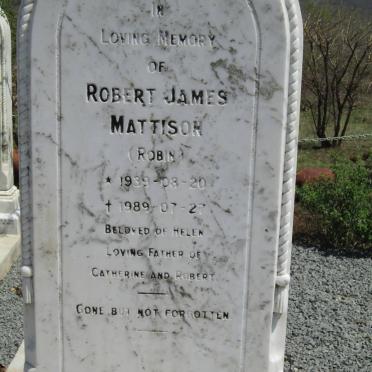 IN
LOVING MEMORY
OF
ROBERT JAMES
MATTISON
(ROBIN)
* 1939-08-20
† 1989-07-27
BELOVED OF HELEN
LOVING FATHER OF
CATHERINE AND ROBERT
GONE BUT NOT FORGOTTEN